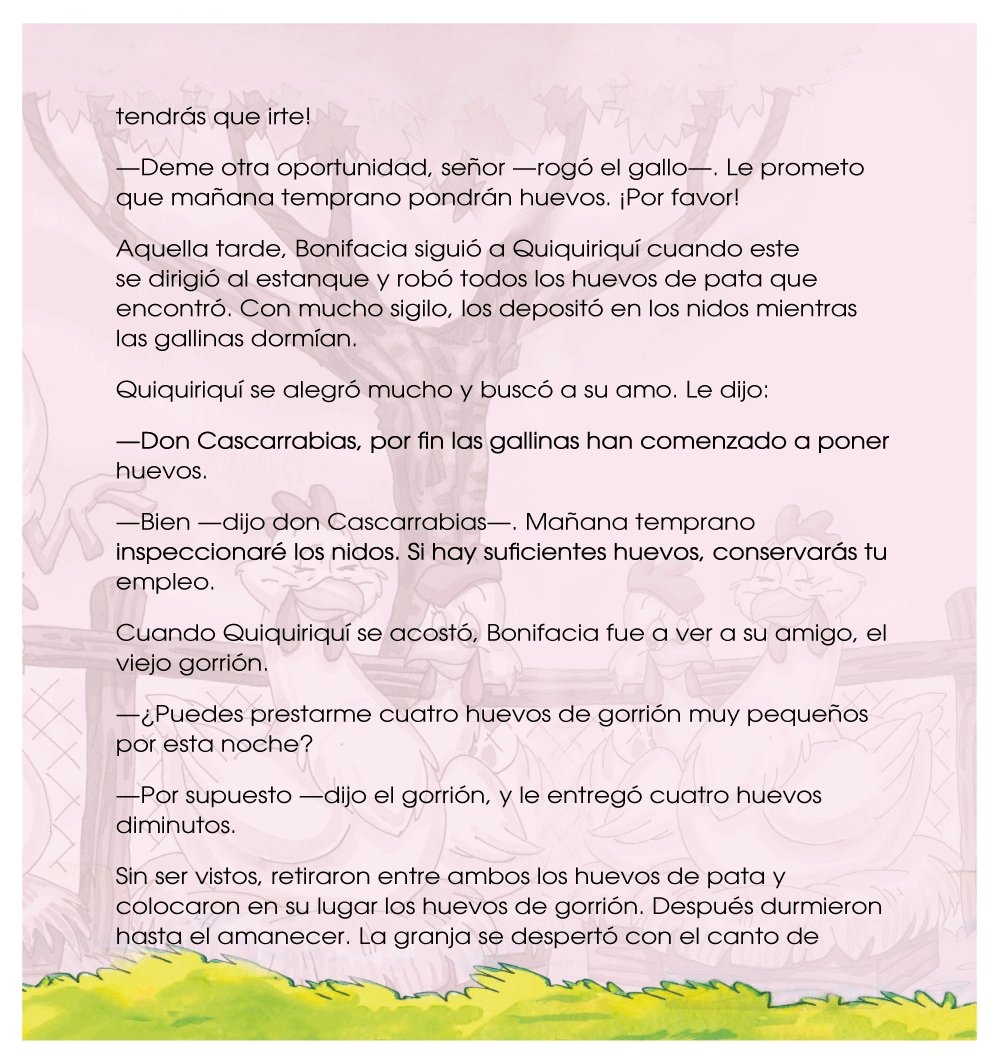 tendrás que irte!
—Deme otra oportunidad, señor —rogó el gallo—. Le prometo
que mañana temprano pondrán huevos. ¡Por favor!
Aquella tarde, Bonifacia siguió a Quiquiriquí cuando este
se dirigió al estanque y robó todos los huevos de pata que
encontró. Con mucho sigilo, los depositó en los nidos mientras
las gallinas dormían.
Quiquiriquí se alegró mucho y buscó a su amo. Le dijo:
—Don Cascarrabias, por fin las gallinas han comenzado a poner
huevos.
—Bien —dijo don Cascarrabias—. Mañana temprano
inspeccionaré los nidos. Si hay suficientes huevos, conservarás tu
empleo.
Cuando Quiquiriquí se acostó, Bonifacia fue a ver a su amigo, el
viejo gorrión.
—¿Puedes prestarme cuatro huevos de gorrión muy pequeños
por esta noche?
—Por supuesto —dijo el gorrión, y le entregó cuatro huevos
diminutos.
Sin ser vistos, retiraron entre ambos los huevos de pata y
colocaron en su lugar los huevos de gorrión. Después durmieron
hasta el amanecer. La granja se despertó con el canto de